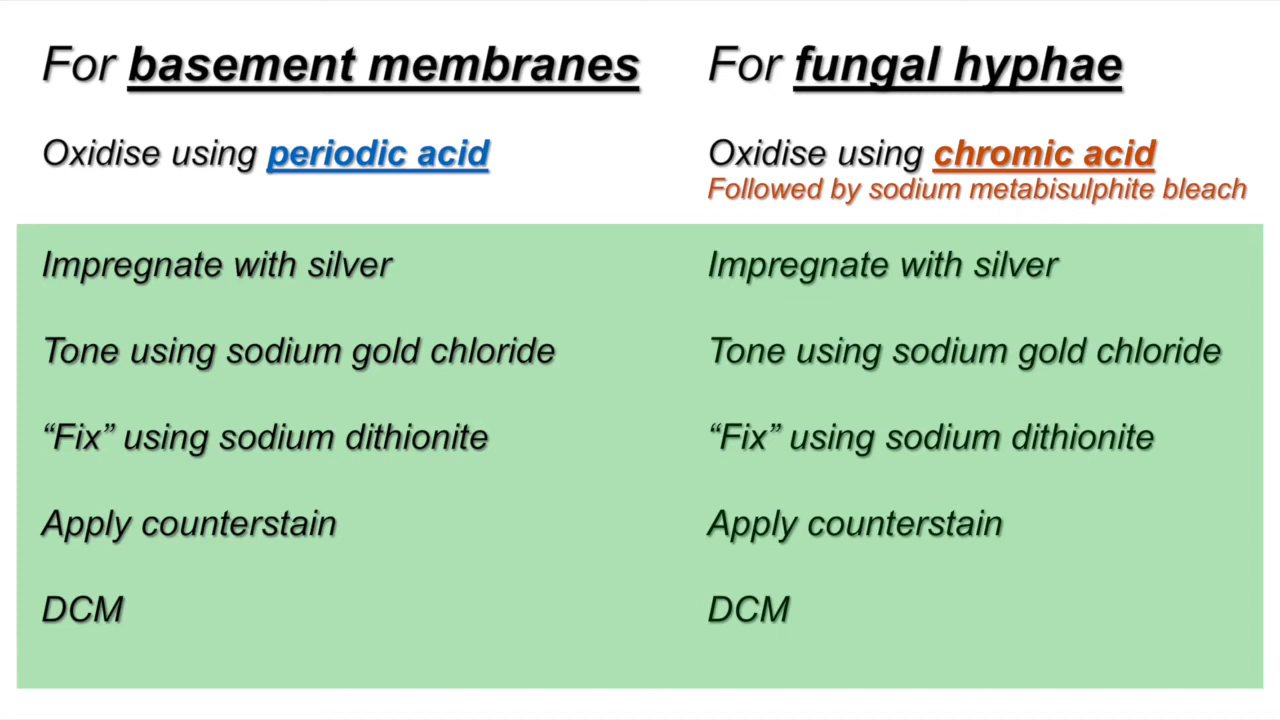 For basement membranes
Oxidise using periodic acid
Impregnate with silver
Tone using sodium gold chloride
“Fix” using sodium dithionite
Apply counterstain
DCM
For fungal hyphae
Oxidise using chromic acid
Followed by sodium metabisulphite bleach
Impregnate with silver
Tone using sodium gold chloride
“Fix” using sodium dithionite
Apply counterstain
DCM